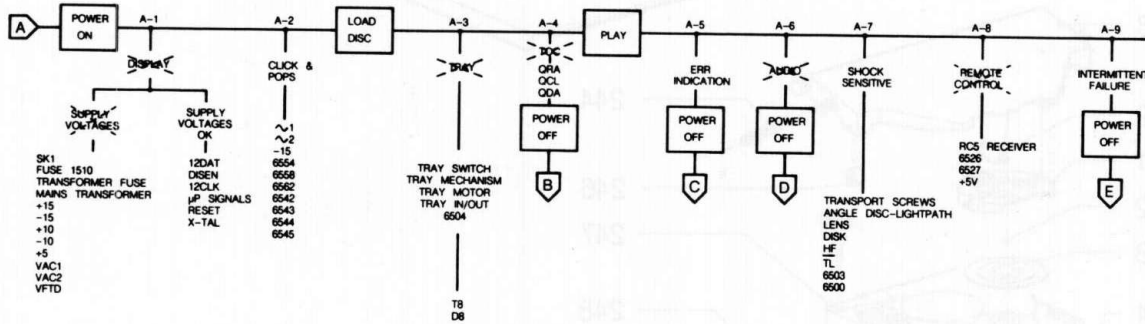 A
POWER
ON
A-1
DISPLAY
SUPPLY
VOLTAGES
SK1
FUSE 1510
TRANSFORMER FUSE
MAINS TRANSFORMER
+15
-15
+10
-10
+5
VAC1
VAC2
VFTD
SUPPLY
VOLTAGES
OK
12DAT
DISEN
12CLK
µP SIGNALS
RESET
X-TAL
A-2
CLICK &
POPS
~1
~2
-15
6554
6558
6562
6542
6543
6544
6545
LOAD
DISC
A-3
TRAY
TRAY SWITCH
TRAY MECHANISM
TRAY MOTOR
TRAY IN/OUT
6504
T8
D8
A-4
TOC
QRA
QCL
QDA
POWER
OFF
B
PLAY
A-5
ERR
INDICATION
POWER
OFF
C
A-6
AUDIO
POWER
OFF
D
A-7
SHOCK
SENSITIVE
TRANSPORT SCREWS
ANGLE DISC-LIGHTPATH
LENS
DISK
HF
TL
6503
6500
A-8
REMOTE
CONTROL
RC5 RECEIVER
6526
6527
+5V
A-9
INTERMITTENT
FAILURE
POWER
OFF
E
244
246
247
248